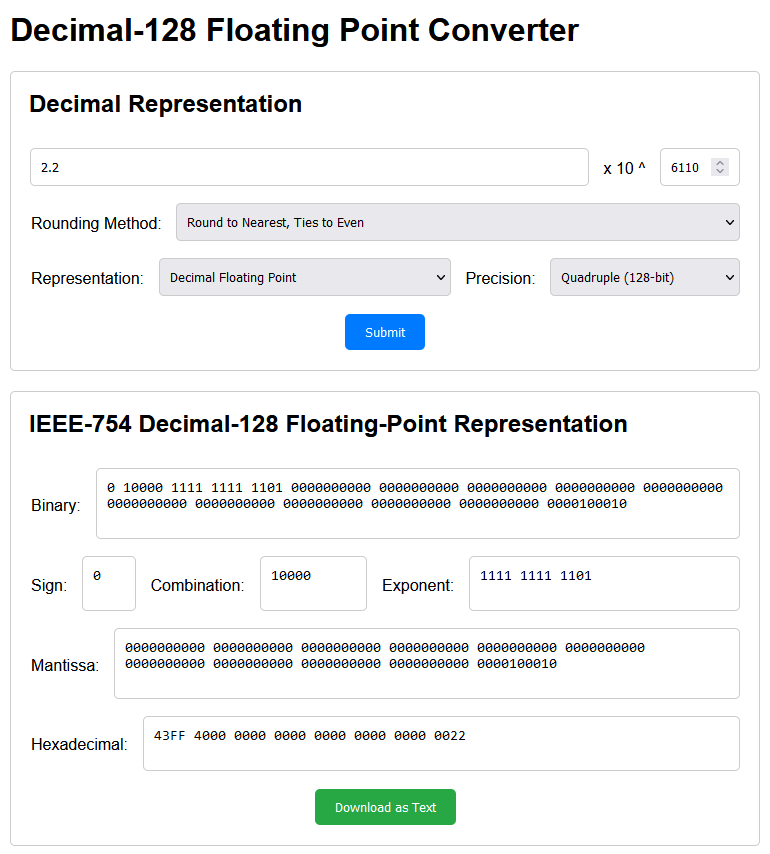 Decimal-128 Floating Point Converter
Decimal Representation
2.2 x 10 ^ 6110
Rounding Method: Round to Nearest, Ties to Even
Representation: Decimal Floating Point Precision: Quadruple (128-bit)
Submit
IEEE-754 Decimal-128 Floating-Point Representation
Binary: 0 10000 1111 1111 1101 0000000000 0000000000 0000000000 0000000000 0000000000
0000000000 0000000000 0000000000 0000000000 0000000000 0000100010
Sign: 0 Combination: 10000 Exponent: 1111 1111 1101
Mantissa: 0000000000 0000000000 0000000000 0000000000 0000000000 0000000000
0000000000 0000000000 0000000000 0000000000 0000100010
Hexadecimal: 43FF 4000 0000 0000 0000 0000 0000 0022
Download as Text